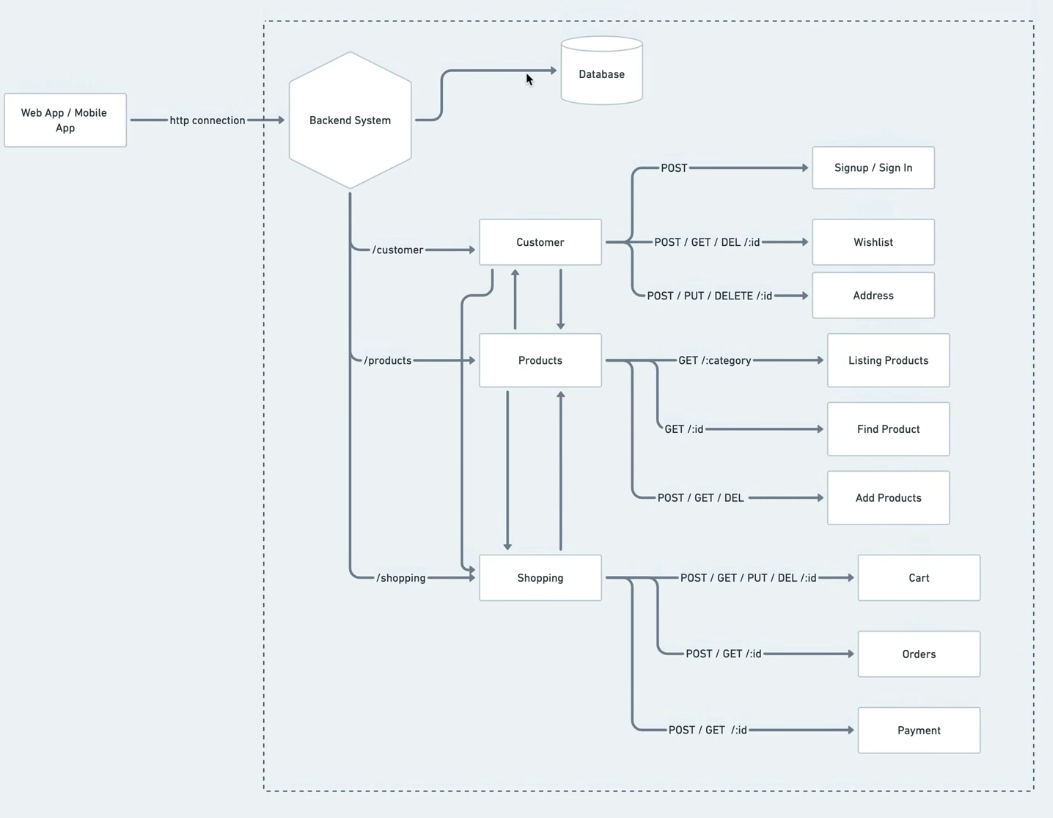 Database
Web App / Mobile
App
http connection
Backend System
POST
Signup / Sign In
/customer
Customer
POST / GET / DEL /:id
Wishlist
POST / PUT / DELETE /:id
Address
/products
Products
GET /:category
Listing Products
GET /:id
Find Product
POST / GET / DEL
Add Products
/shopping
Shopping
POST / GET / PUT / DEL /:id
Cart
POST / GET /:id
Orders
POST / GET  /:id
Payment